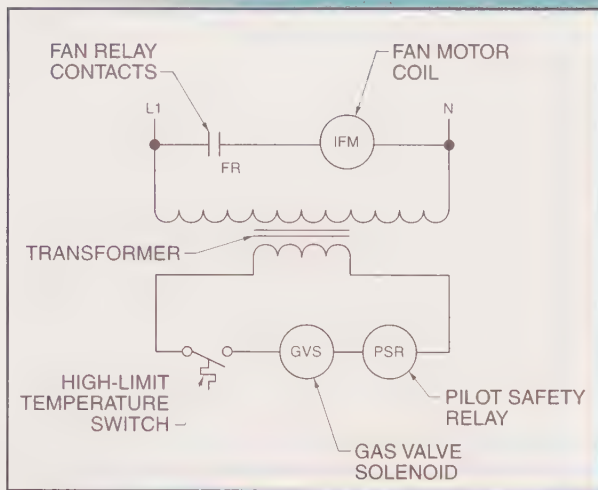 FAN RELAY
CONTACTS
FAN MOTOR
COIL
L1
N
IFM
FR
TRANSFORMER
GVS
PSR
HIGH-LIMIT
TEMPERATURE
SWITCH
PILOT SAFETY
RELAY
GAS VALVE
SOLENOID